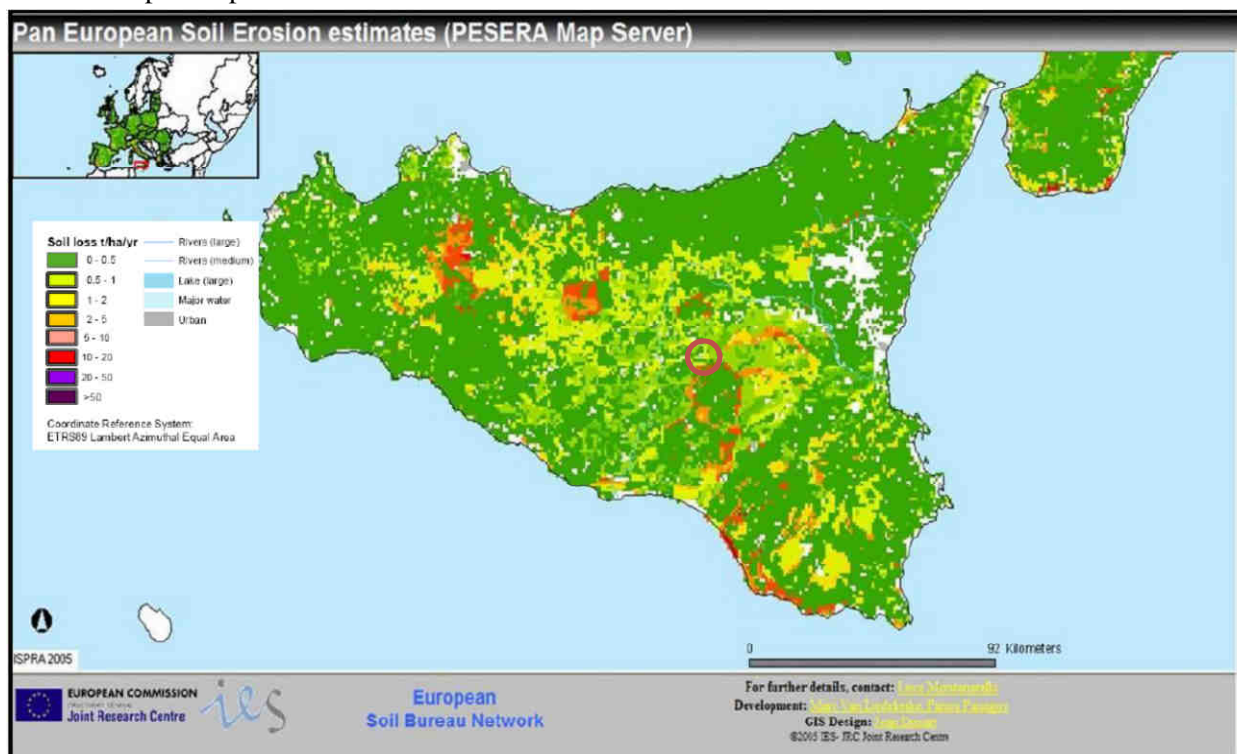 Pan European Soil Erosion estimates (PESERA Map Server)
Soil loss t/ha/yr
0 - 0.5
0.5 - 1
1 - 2
2 - 5
5 - 10
10 - 20
20 - 50
>50
Rivers (large)
Rivers (medium)
Lake (large)
Major water
Urban
Coordinate Reference System:
ETRS89 Lambert Azimuthal Equal Area
0 92 Kilometers
ISPRA 2005
EUROPEAN COMMISSION
Joint Research Centre
ies
European
Soil Bureau Network
For further details, contact:
Development:
GIS Design:
©2005 IES- JRC Joint Research Centre